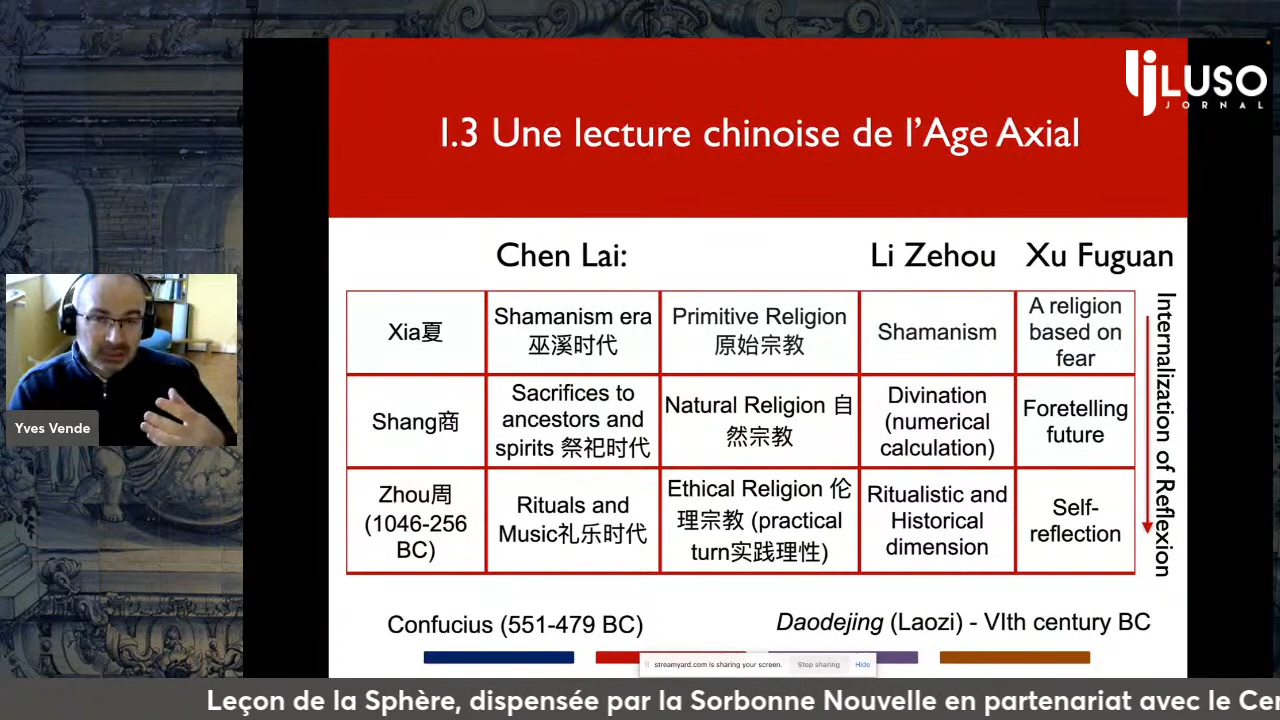 LUSO
JORNAL
1.3 Une lecture chinoise de l'Age Axial
Chen Lai:
Li Zehou
Xu Fuguan
Xia夏
Shamanism era
巫溪时代
Primitive Religion
原始宗教
Shamanism
A religion
based on
fear
Shang商
Sacrifices to
ancestors and
spirits 祭祀时代
Natural Religion 自
然宗教
Divination
(numerical
calculation)
Foretelling
future
Zhou周
(1046-256
BC)
Rituals and
Music礼乐时代
Ethical Religion 伦
理宗教 (practical
turn实践理性)
Ritualistic and
Historical
dimension
Self-
reflection
Internalization of Reflexion
Confucius (551-479 BC)
Daodejing (Laozi) - VIth century BC
streamyard.com is sharing your screen.
Stop sharing
Hide
Yves Vende
Leçon de la Sphère, dispensée par la Sorbonne Nouvelle en partenariat avec le Cen